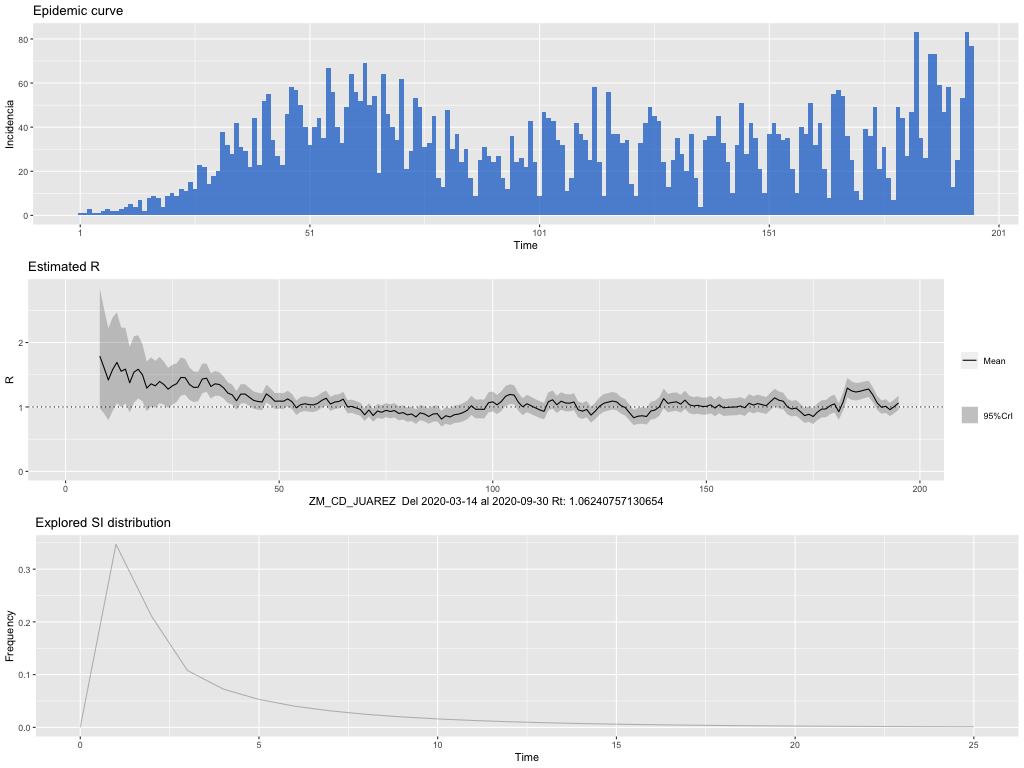 Epidemic curve
80
60
40
20
0
Incidencia
1 51 101 151 201
Time
Estimated R
2
1
0
R
Mean
95%CrI
0 50 100 150 200
ZM_CD_JUAREZ Del 2020-03-14 al 2020-09-30 Rt: 1.06240757130654
Explored SI distribution
0.3
0.2
0.1
0.0
Frequency
0 5 10 15 20 25
Time